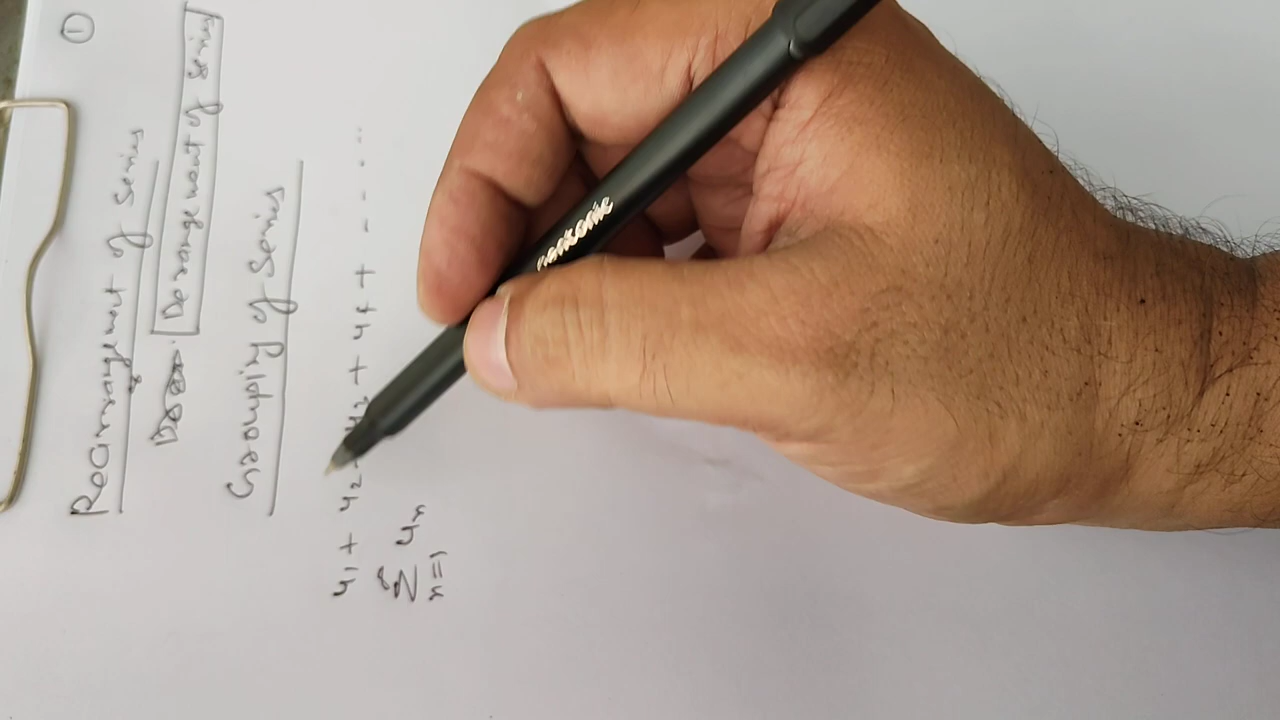 ①
Rearrangement of series
Derangement of series
Grouping of series
u1 + u2 + u3 + u4 + - - - ..
∞
∑ un
n=1